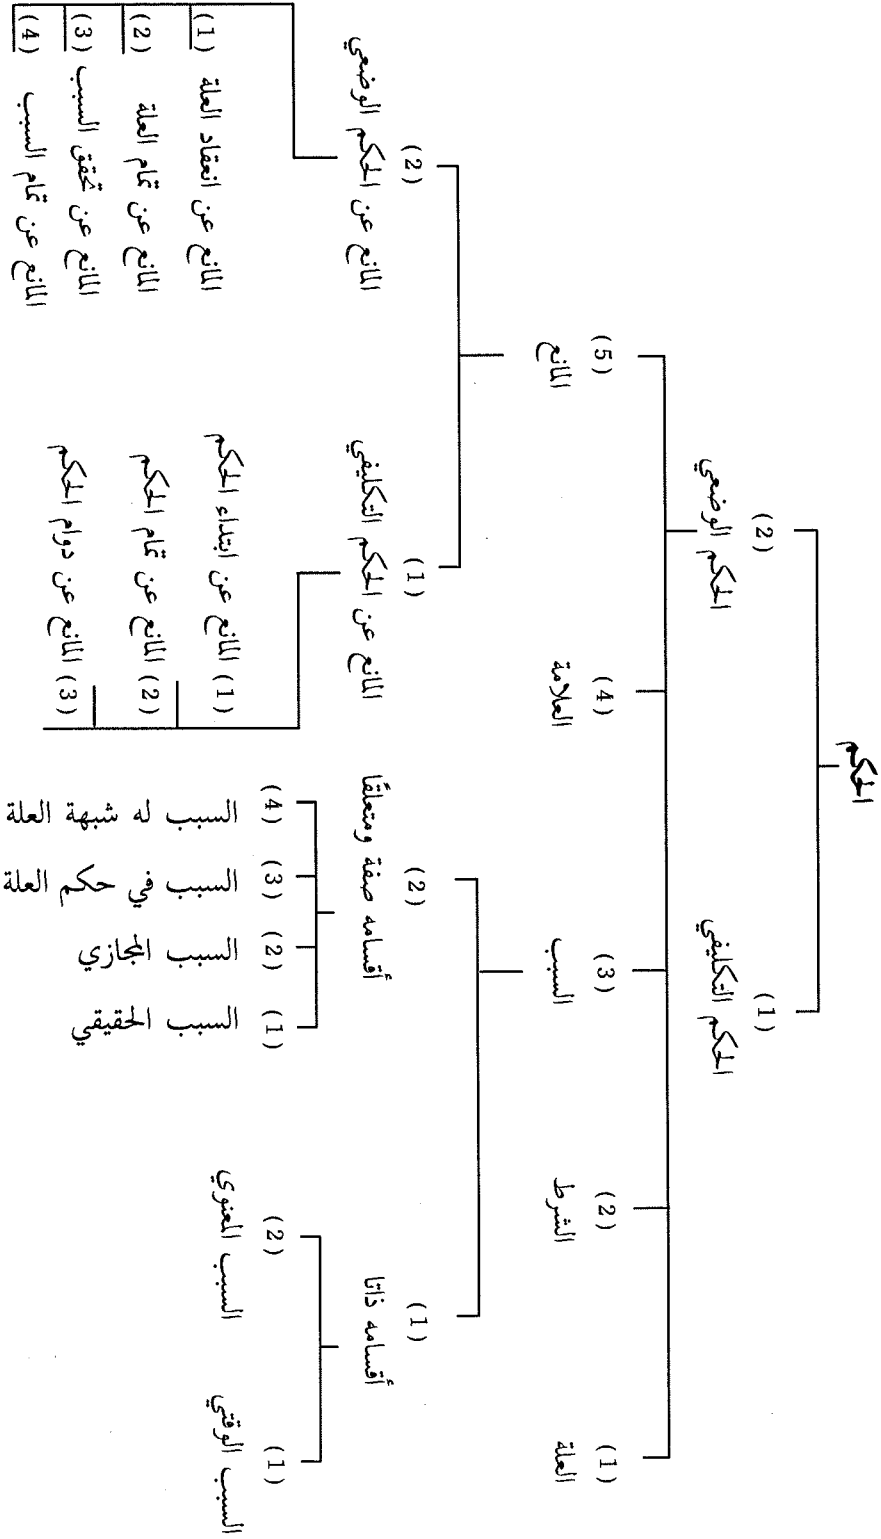 الحكم
(1)
الحكم التكليفي
(2)
الحكم الوضعي
(1)
العلة
(2)
الشرط
(3)
السبب
(4)
العلامة
(5)
المانع
(1)
أقسامه ذاتا
(2)
أقسامه صفة ومتعلقًا
(1)
السبب الوقتي
(2)
السبب المعنوي
(1) السبب الحقيقي
(2) السبب المجازي
(3) السبب في حكم العلة
(4) السبب له شبهة العلة
(1)
المانع عن الحكم التكليفي
(2)
المانع عن الحكم الوضعي
(1) المانع عن ابتداء الحكم
(2) المانع عن تمام الحكم
(3) المانع عن دوام الحكم
(1) المانع عن انعقاد العلة
(2) المانع عن تمام العلة
(3) المانع عن تحقق السبب
(4) المانع عن تمام السبب